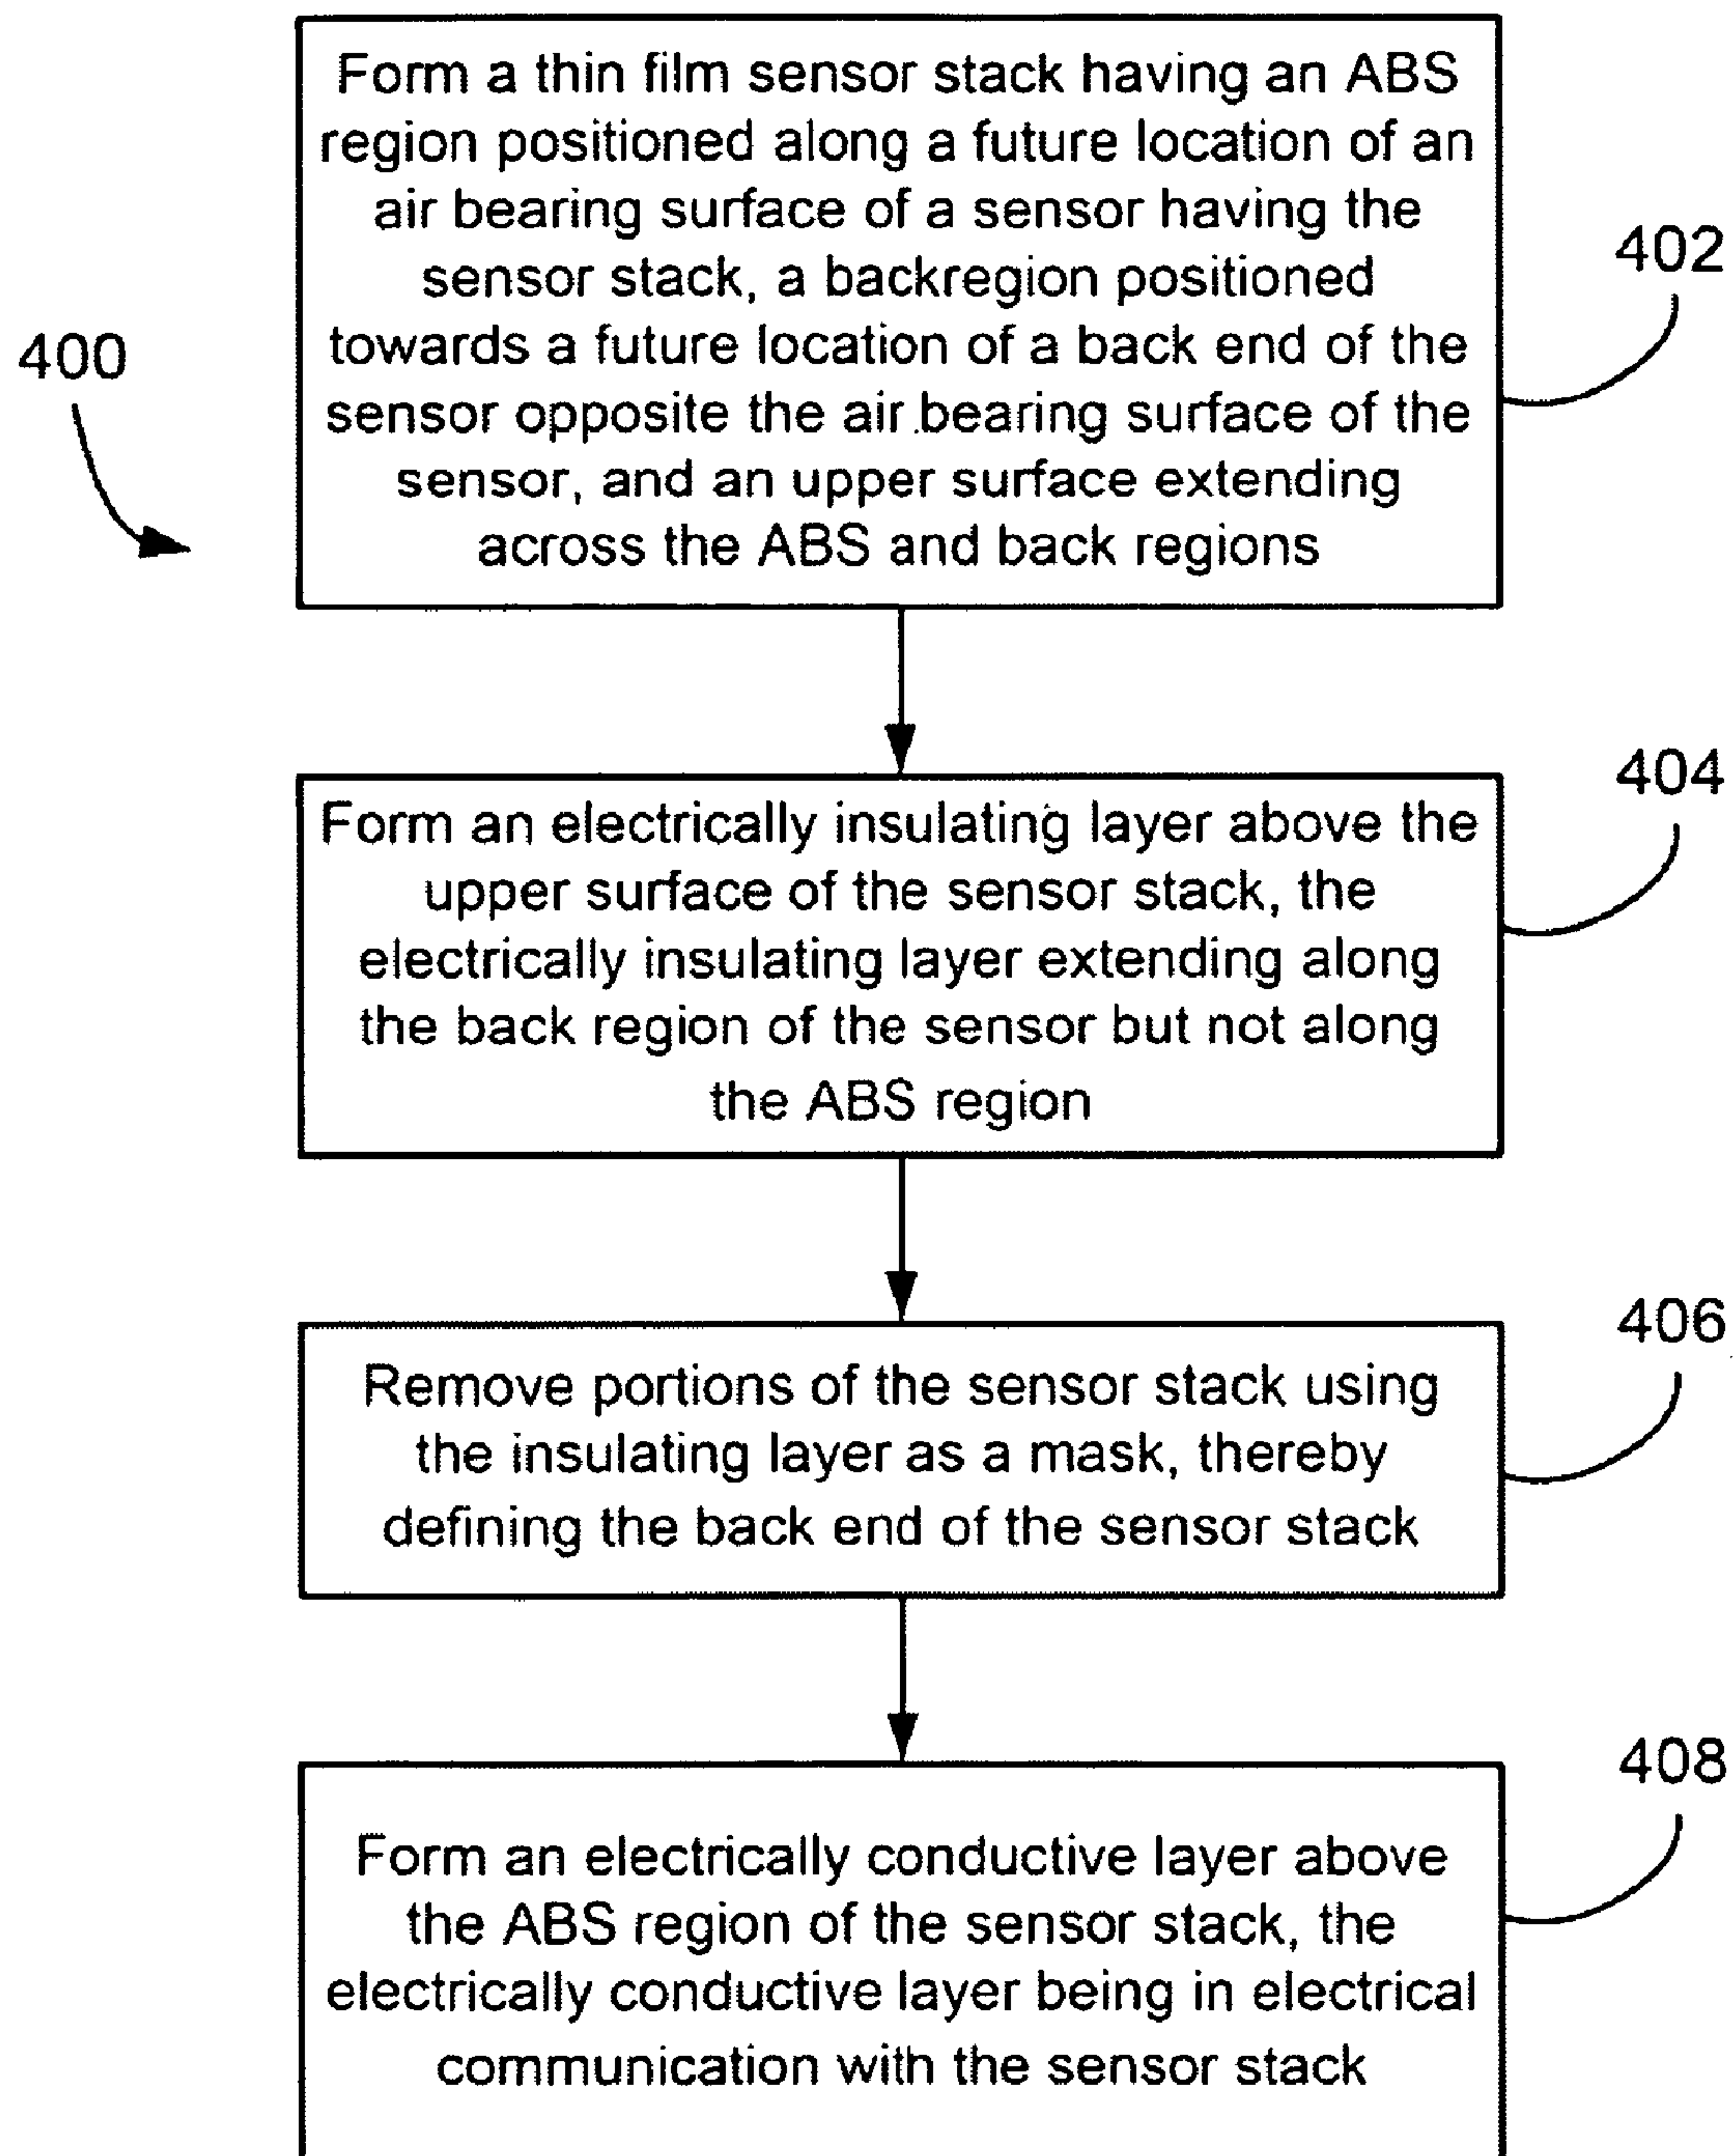 Form a thin film sensor stack having an ABS
region positioned along a future location of an
air bearing surface of a sensor having the
sensor stack, a backregion positioned
towards a future location of a back end of the
sensor opposite the air bearing surface of the
sensor, and an upper surface extending
across the ABS and back regions
402
400
Form an electrically insulating layer above the
upper surface of the sensor stack, the
electrically insulating layer extending along
the back region of the sensor but not along
the ABS region
404
Remove portions of the sensor stack using
the insulating layer as a mask, thereby
defining the back end of the sensor stack
406
Form an electrically conductive layer above
the ABS region of the sensor stack, the
electrically conductive layer being in electrical
communication with the sensor stack
408